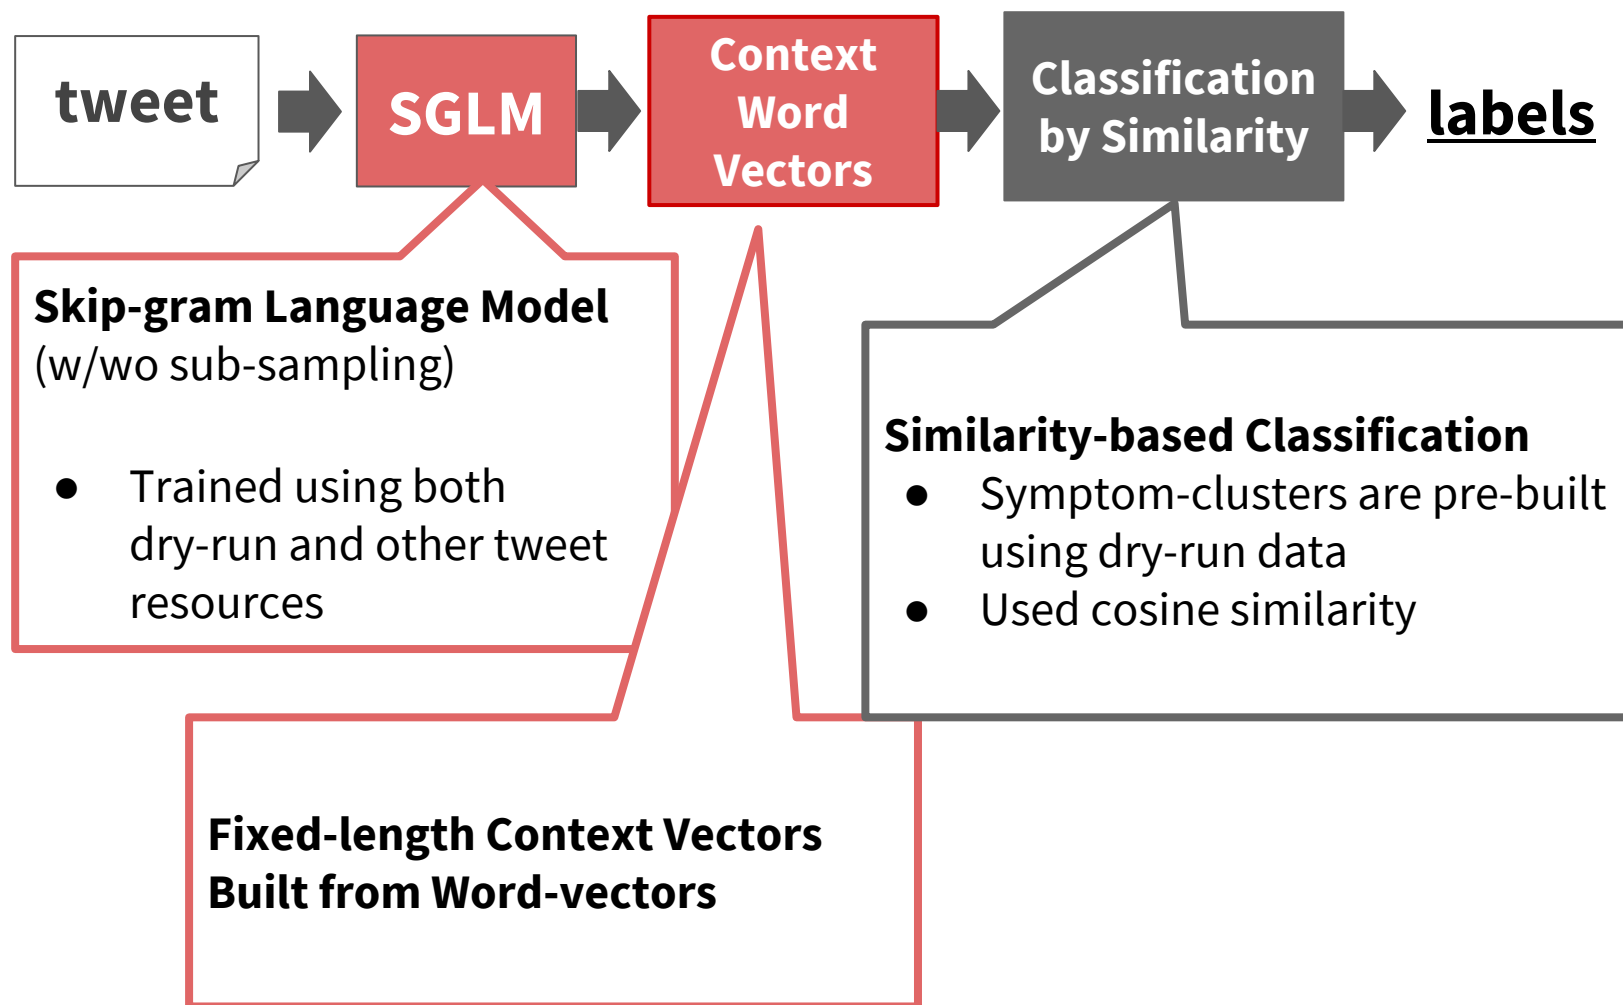 tweet
SGLM
Context
Word
Vectors
Classification
by Similarity
labels
Skip-gram Language Model
(w/wo sub-sampling)
● Trained using both
dry-run and other tweet
resources
Similarity-based Classification
● Symptom-clusters are pre-built
using dry-run data
● Used cosine similarity
Fixed-length Context Vectors
Built from Word-vectors